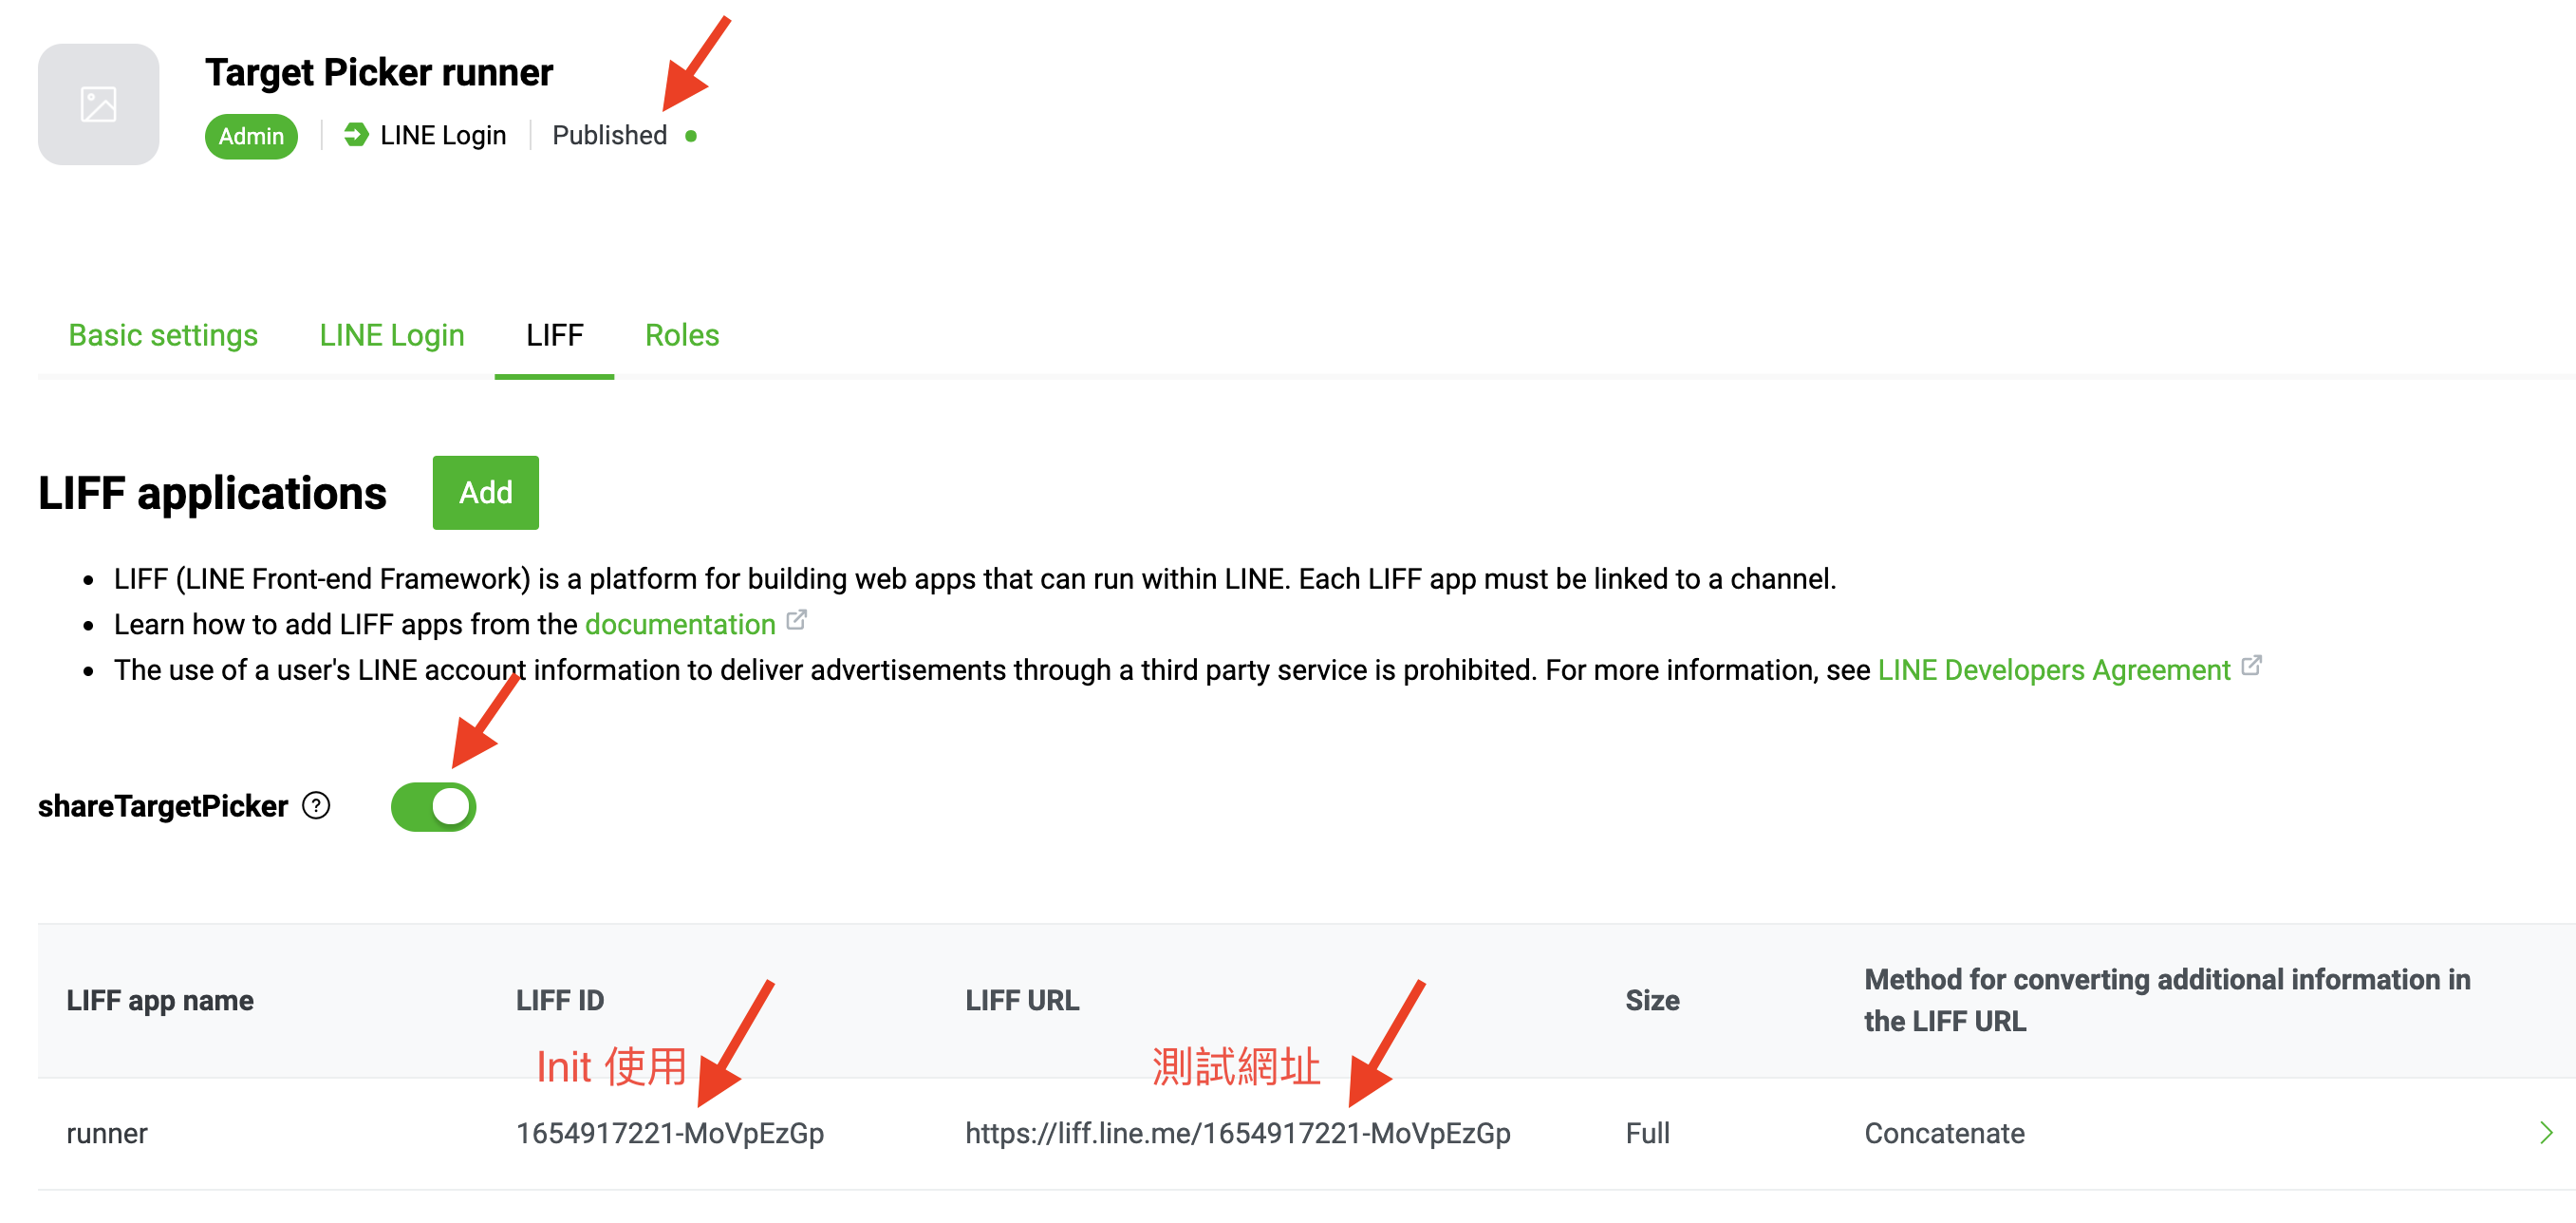 Target Picker runner
Admin
LINE Login
Published
Basic settings
LINE Login
LIFF
Roles
LIFF applications
Add
LIFF (LINE Front-end Framework) is a platform for building web apps that can run within LINE. Each LIFF app must be linked to a channel.
Learn how to add LIFF apps from the documentation
The use of a user's LINE account information to deliver advertisements through a third party service is prohibited. For more information, see LINE Developers Agreement
shareTargetPicker ?
LIFF app name
LIFF ID
LIFF URL
Size
Method for converting additional information in
the LIFF URL
Init 使用
測試網址
runner
1654917221-MoVpEzGp
https://liff.line.me/1654917221-MoVpEzGp
Full
Concatenate